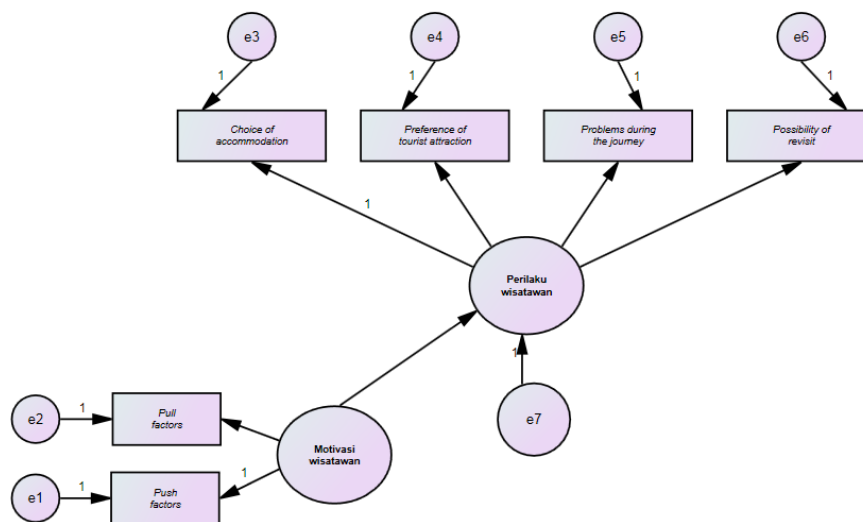 e3
e4
e5
e6
1
1
1
1
Choice of
accommodation
Preference of
tourist attraction
Problems during
the journey
Possibility of
revisit
1
Perilaku
wisatawan
1
e7
e2
1
Pull
factors
Motivasi
wisatawan
1
e1
1
Push
factors